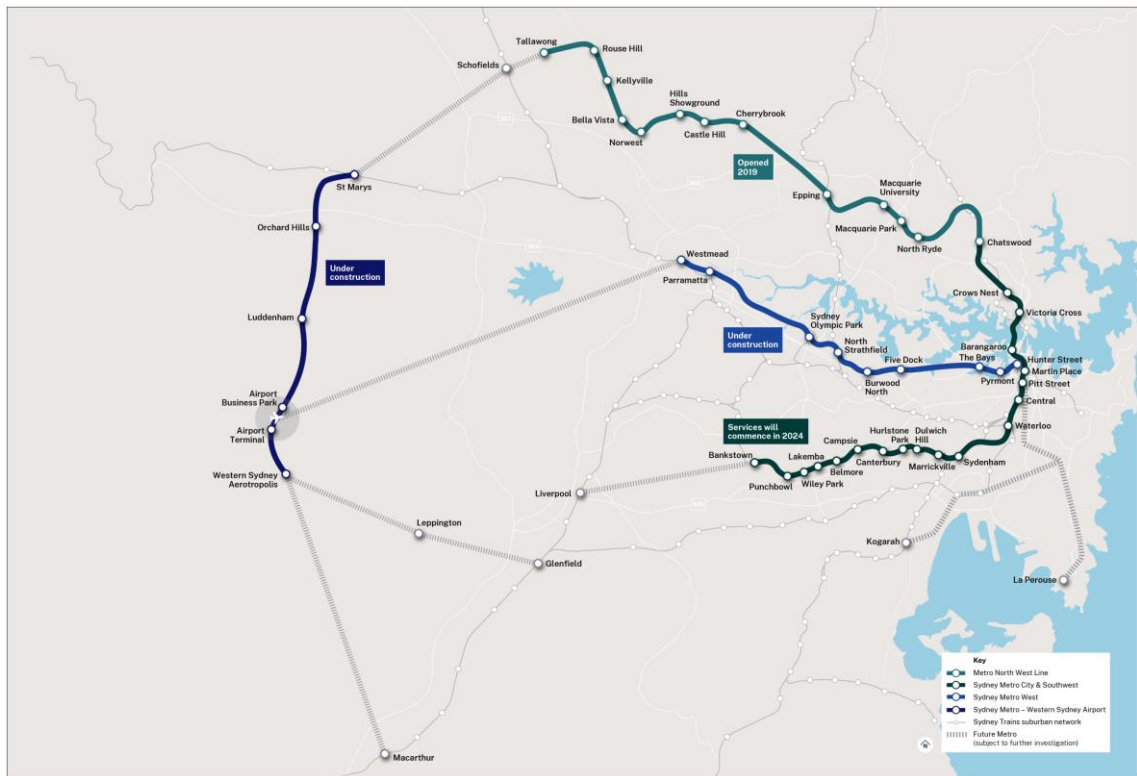 Tallawong
Rouse Hill
Schofields
Kellyville
Hills
Showground
Cherrybrook
Bella Vista
Norwest
Castle Hill
M7
M2
Opened
2019
St Marys
Epping
Macquarie
University
Macquarie Park
North Ryde
Chatswood
Orchard Hills
M4
Westmead
Parramatta
Under
construction
Crows Nest
Victoria Cross
Luddenham
Sydney
Olympic Park
Under
construction
North
Strathfield
Five Dock
Barangaroo
The Bays
Hunter Street
Martin Place
Burwood
North
Pyrmont
Pitt Street
Central
Airport
Business Park
Airport
Terminal
Services will
commence in 2024
Waterloo
Bankstown
Campsie
Hurlstone
Park
Dulwich
Hill
Lakemba
Canterbury
Belmore
Marrickville
Sydenham
Punchbowl
Wiley Park
Western Sydney
Aerotropolis
Liverpool
M5
Leppington
Glenfield
Kogarah
La Perouse
Macarthur
Key
Metro North West Line
Sydney Metro City & Southwest
Sydney Metro West
Sydney Metro – Western Sydney Airport
Sydney Trains suburban network
Future Metro
(subject to further investigation)
N